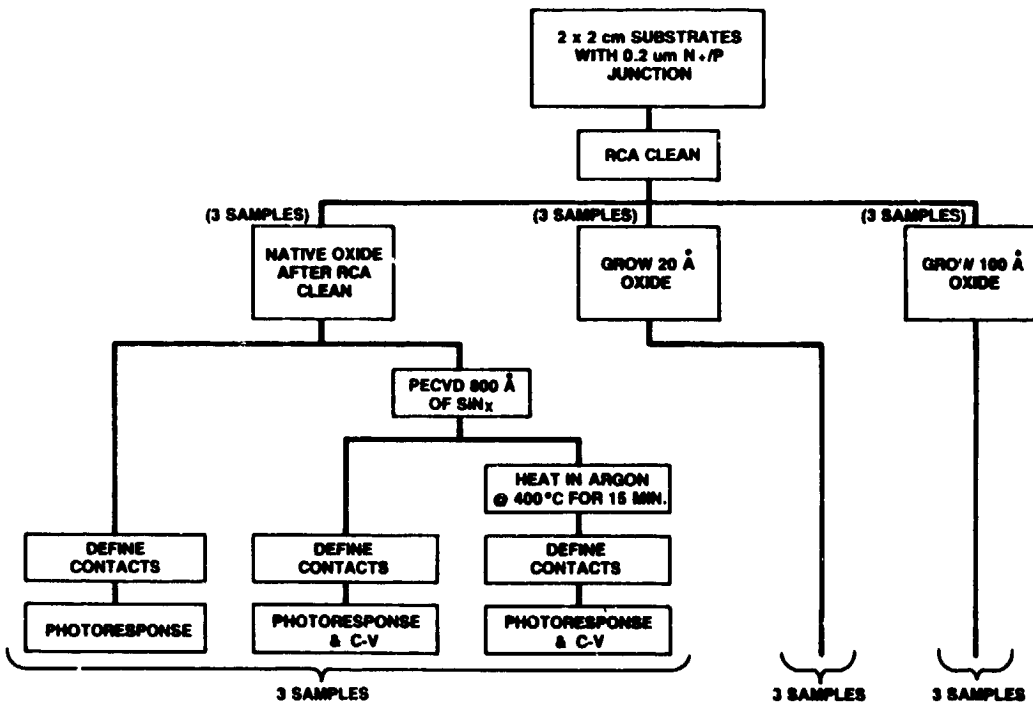 2 x 2 cm SUBSTRATES
WITH 0.2 um N+/P
JUNCTION
RCA CLEAN
(3 SAMPLES)
(3 SAMPLES)
(3 SAMPLES)
NATIVE OXIDE
AFTER RCA
CLEAN
GROW 20 Å
OXIDE
GROW 100 Å
OXIDE
PECVD 800 Å
OF SiNx
HEAT IN ARGON
@ 400°C FOR 15 MIN.
DEFINE
CONTACTS
DEFINE
CONTACTS
DEFINE
CONTACTS
PHOTORESPONSE
PHOTORESPONSE
& C-V
PHOTORESPONSE
& C-V
3 SAMPLES
3 SAMPLES
3 SAMPLES